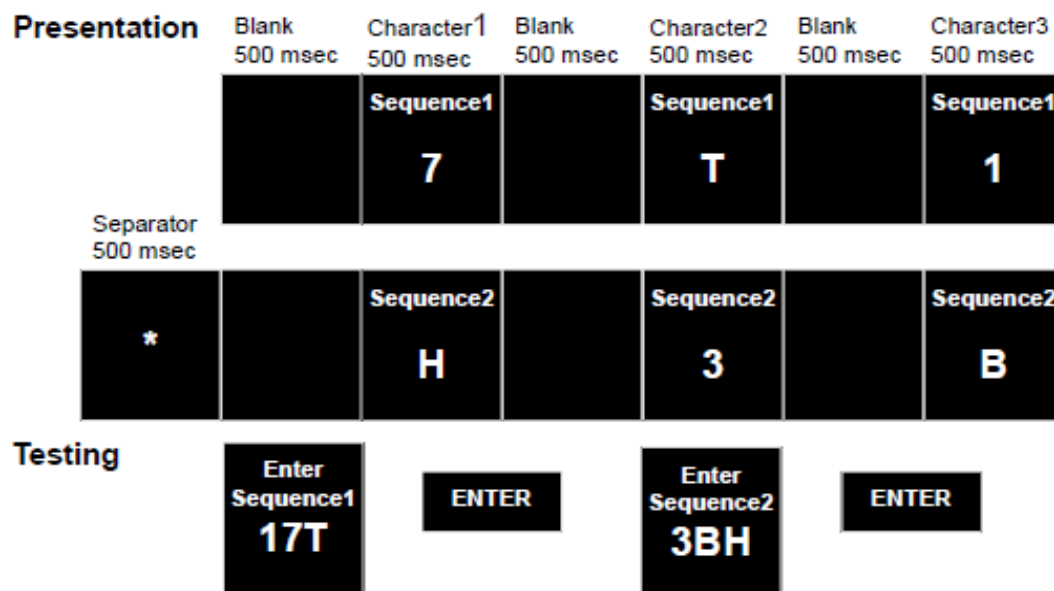 Presentation
Blank Character1 Blank Character2 Blank Character3
500 msec 500 msec 500 msec 500 msec 500 msec 500 msec
Sequence1 Sequence1 Sequence1
7 T 1
Separator
500 msec
Sequence2 Sequence2 Sequence2
* H 3 B
Testing
Enter Enter
Sequence1 ENTER Sequence2 ENTER
17T 3BH